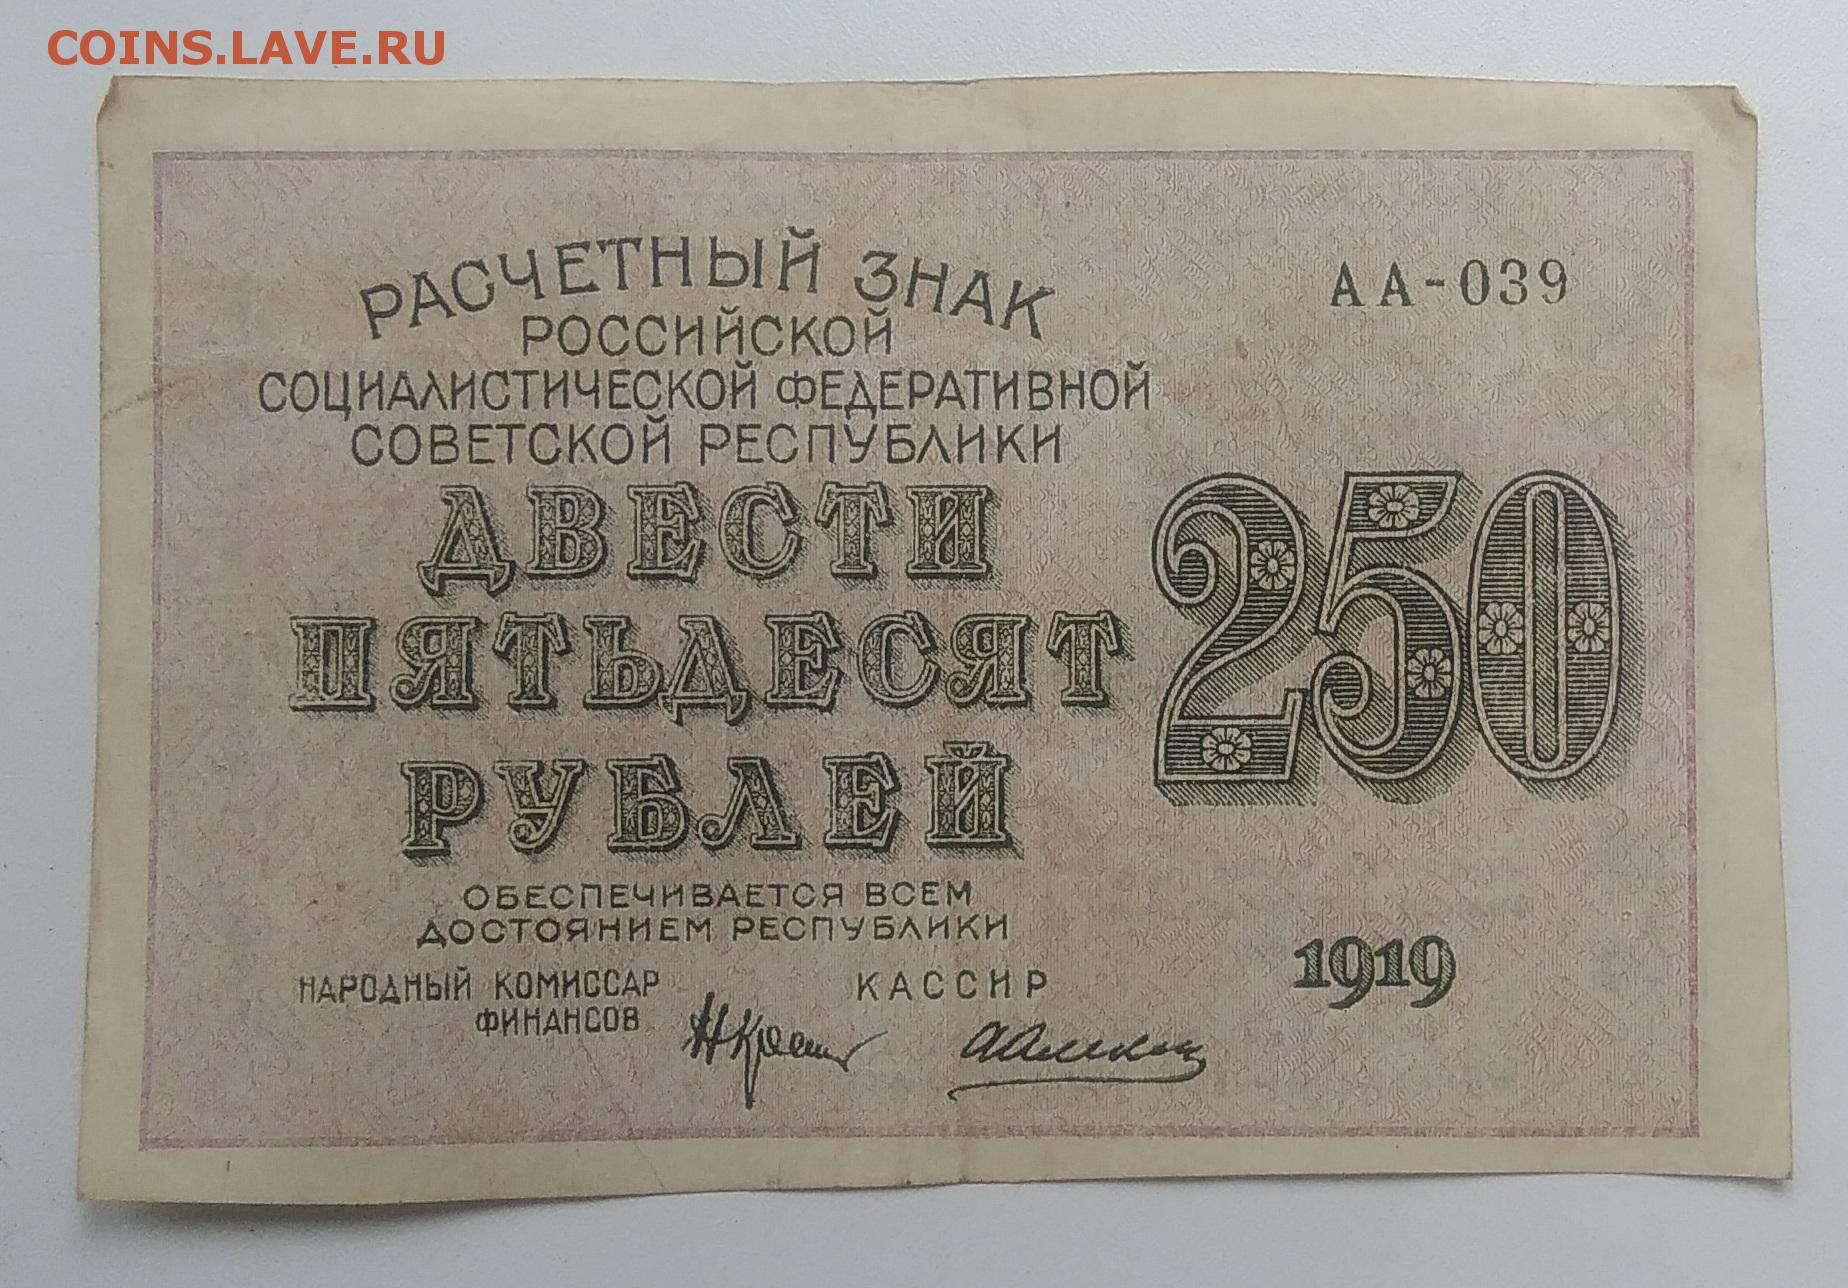 COINS.LAVE.RU
РАСЧЕТНЫЙ ЗНАК
РОССИЙСКОЙ
СОЦИАЛИСТИЧЕСКОЙ ФЕДЕРАТИВНОЙ
СОВЕТСКОЙ РЕСПУБЛИКИ
АА-039
ДВЕСТИ
ПЯТЬДЕСЯТ
РУБЛЕЙ
250
ОБЕСПЕЧИВАЕТСЯ ВСЕМ
ДОСТОЯНИЕМ РЕСПУБЛИКИ
НАРОДНЫЙ КОМИССАР
ФИНАНСОВ
КАССИР
1919